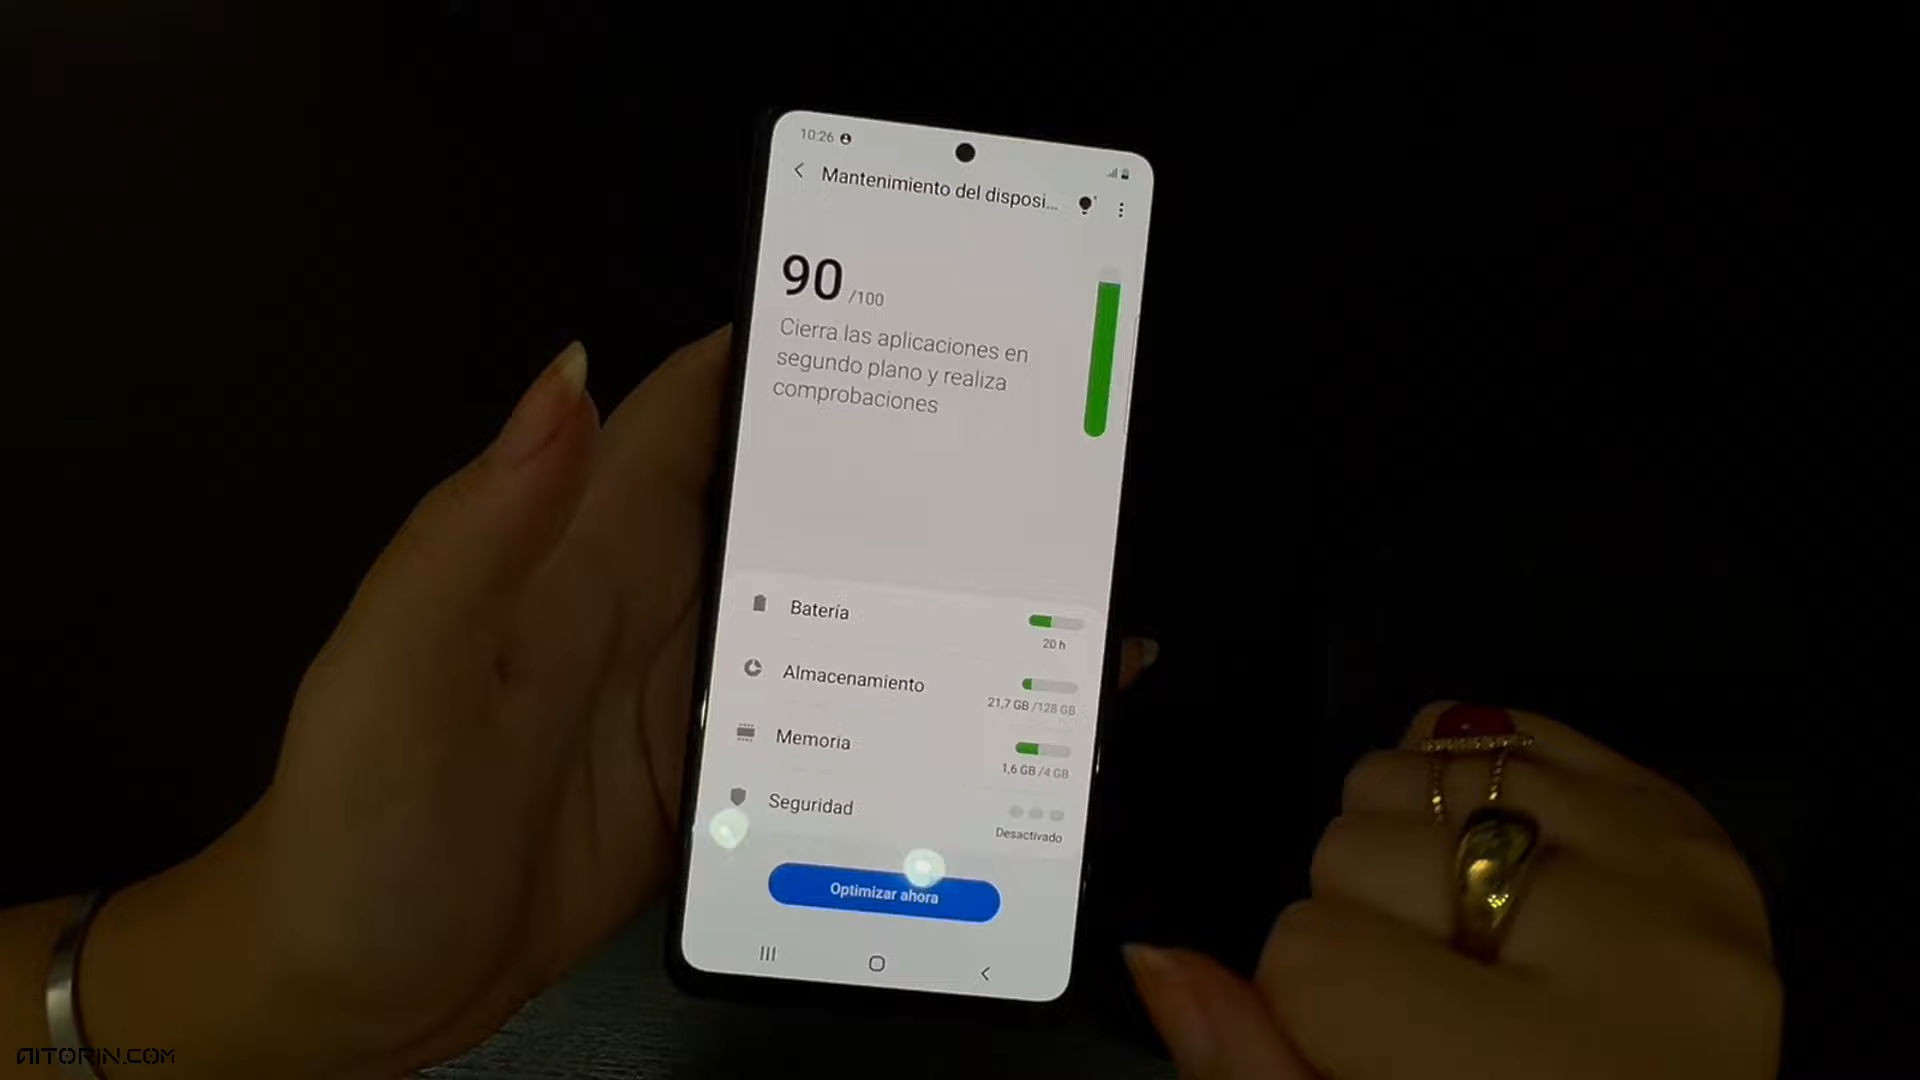 10:26
Mantenimiento del disposi...
90 /100
Cierra las aplicaciones en
segundo plano y realiza
comprobaciones
Batería
20 h
Almacenamiento
21,7 GB /128 GB
Memoria
1,6 GB /4 GB
Seguridad
Desactivado
Optimizar ahora
AITORIN.COM